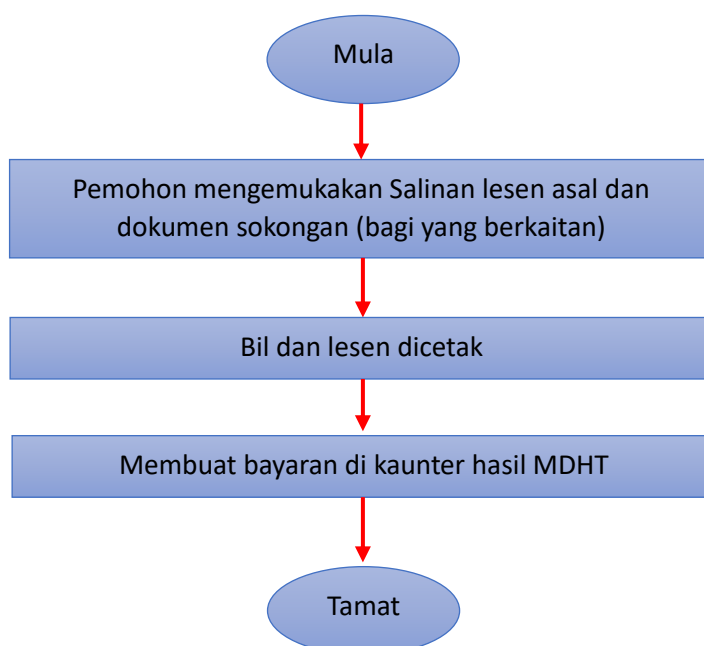 Mula
Pemohon mengemukakan Salinan lesen asal dan
dokumen sokongan (bagi yang berkaitan)
Bil dan lesen dicetak
Membuat bayaran di kaunter hasil MDHT
Tamat